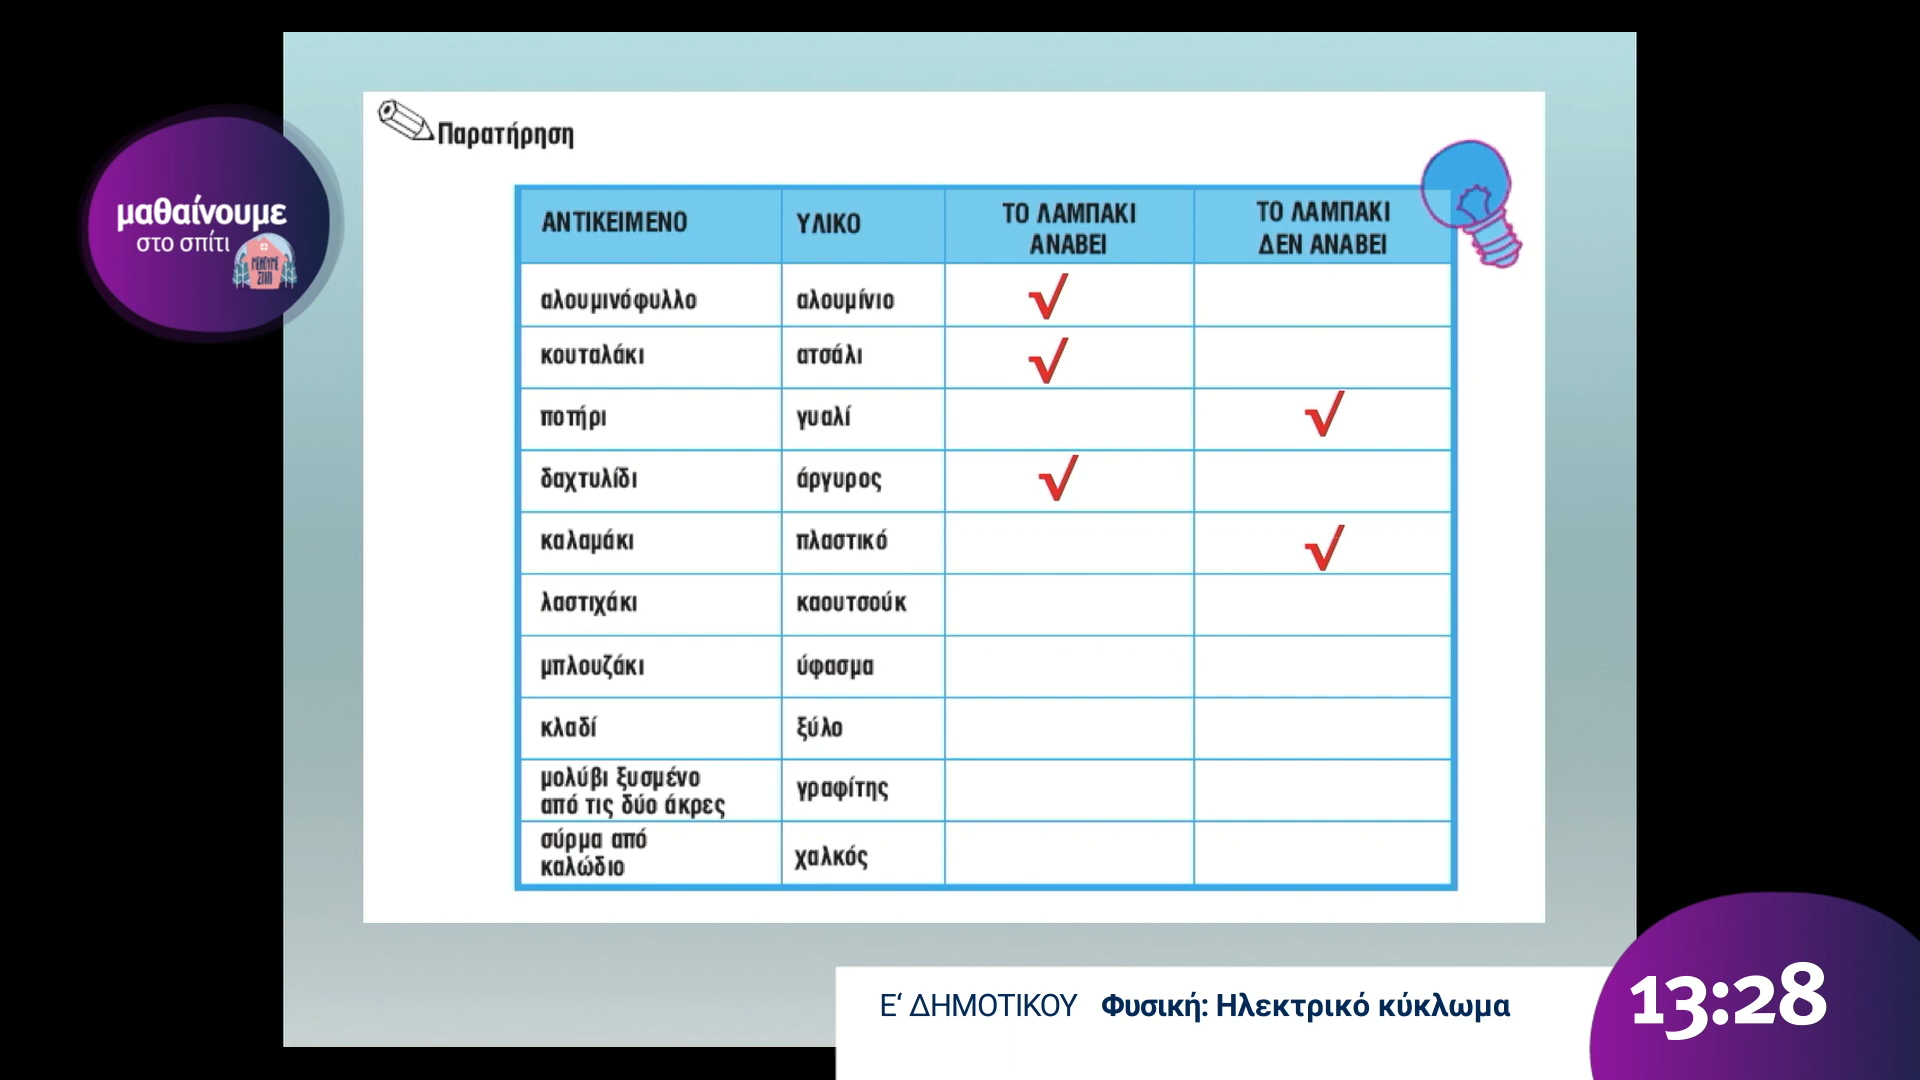 Παρατήρηση
μαθαίνουμε
στο σπίτι
ΜΕΝΟΥΜΕ
ΣΠΙΤΙ
ΑΝΤΙΚΕΙΜΕΝΟ ΥΛΙΚΟ ΤΟ ΛΑΜΠΑΚΙ ΑΝΑΒΕΙ ΤΟ ΛΑΜΠΑΚΙ ΔΕΝ ΑΝΑΒΕΙ
αλουμινόφυλλο αλουμίνιο √
κουταλάκι ατσάλι √
ποτήρι γυαλί √
δαχτυλίδι άργυρος √
καλαμάκι πλαστικό √
λαστιχάκι καουτσούκ
μπλουζάκι ύφασμα
κλαδί ξύλο
μολύβι ξυσμένο
από τις δύο άκρες γραφίτης
σύρμα από
καλώδιο χαλκός
Ε‘ ΔΗΜΟΤΙΚΟΥ Φυσική: Ηλεκτρικό κύκλωμα
13:28